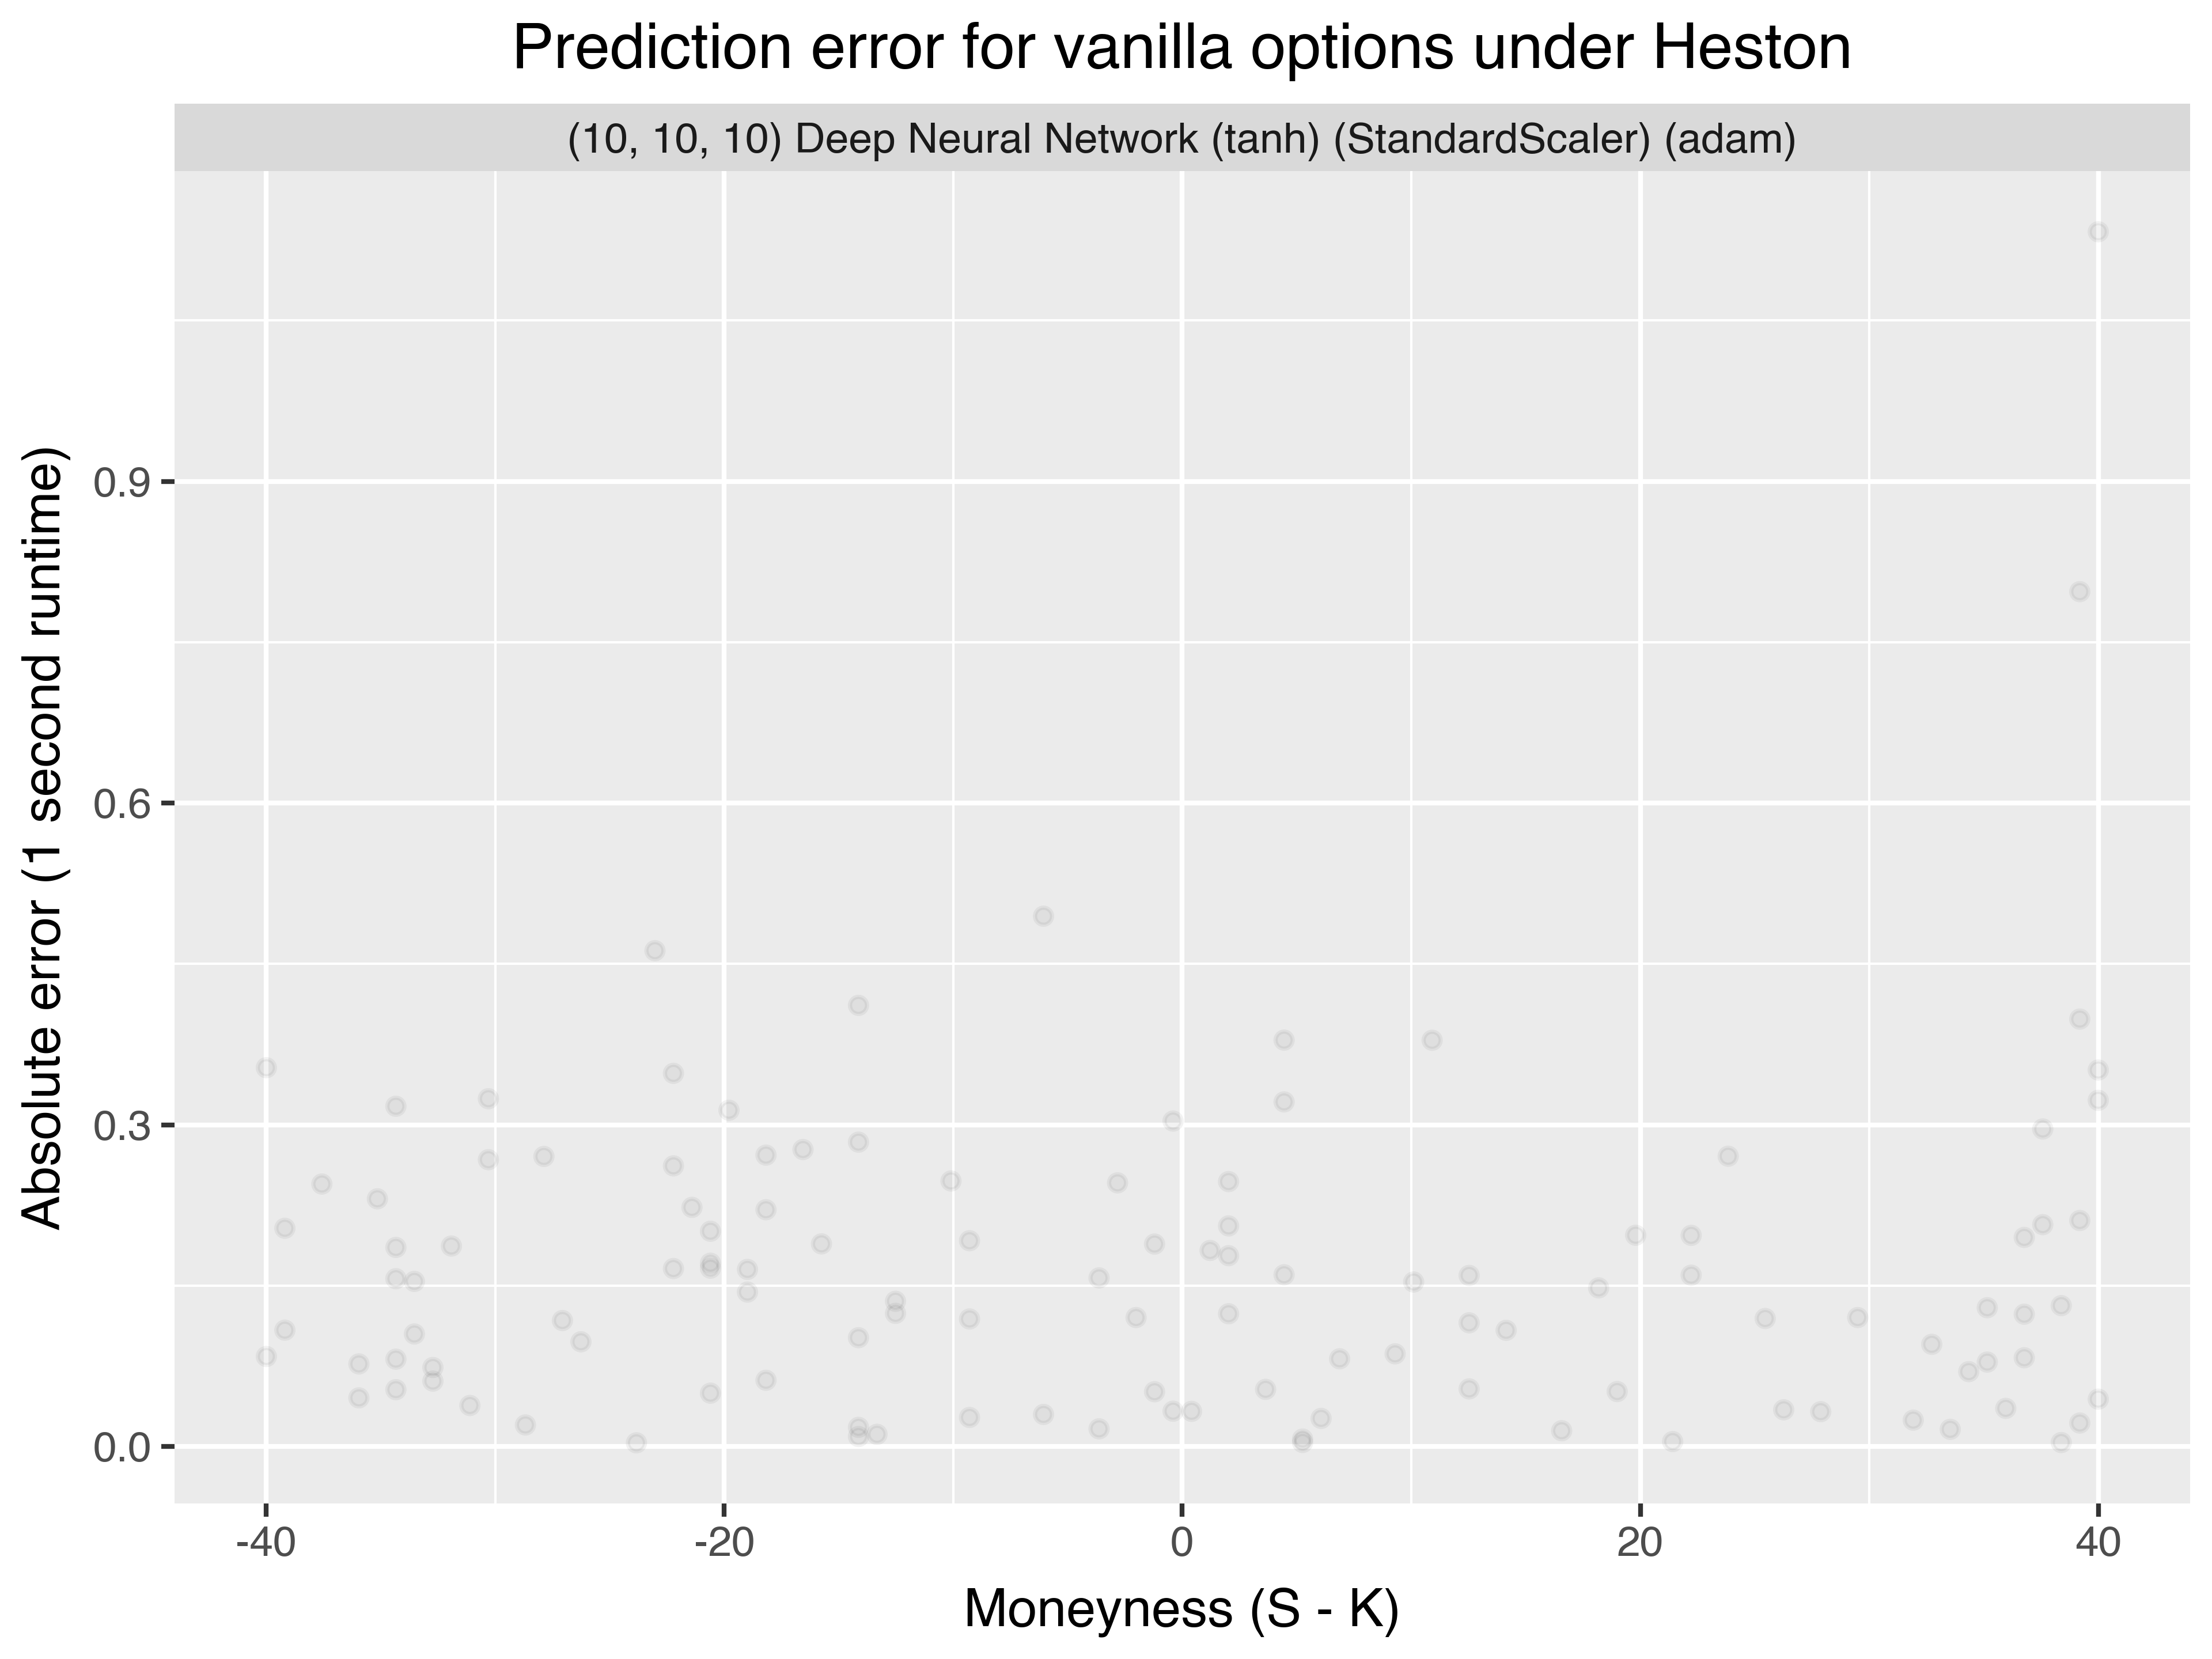 Prediction error for vanilla options under Heston
(10, 10, 10) Deep Neural Network (tanh) (StandardScaler) (adam)
Absolute error (1 second runtime)
0.9
0.6
0.3
0.0
-40 -20 0 20 40
Moneyness (S - K)